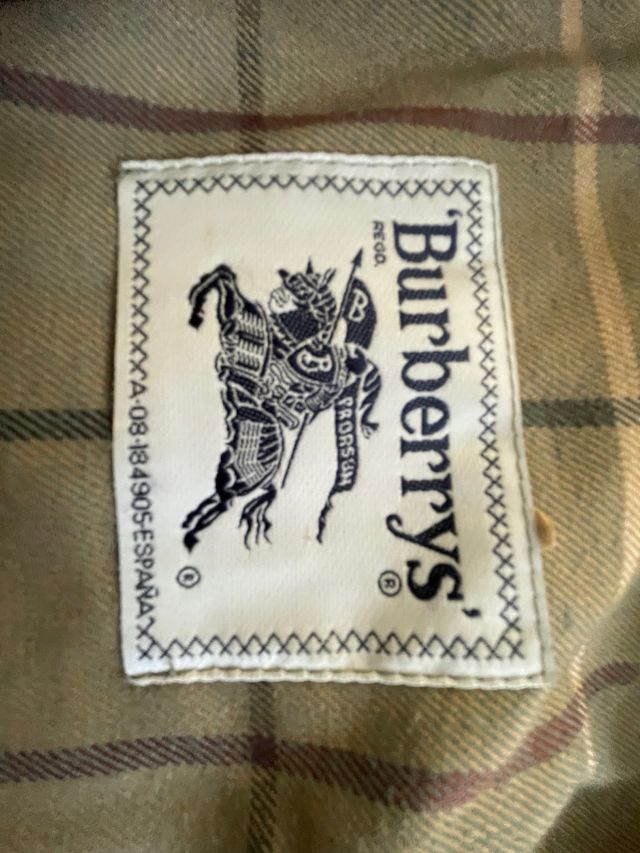 'Burberrys'
REGD.
®
B
B
PRORSUM
®
A·08·184905·ESPAÑA